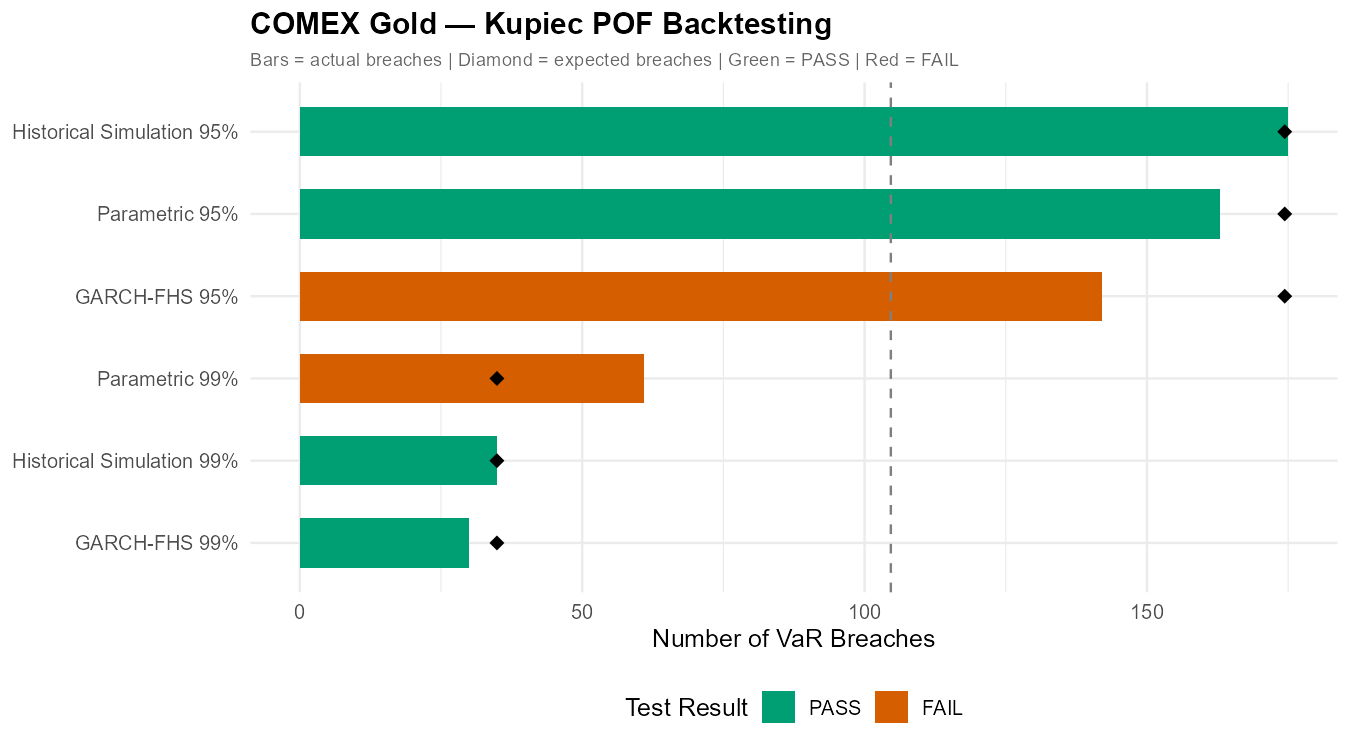 COMEX Gold — Kupiec POF Backtesting
Bars = actual breaches | Diamond = expected breaches | Green = PASS | Red = FAIL
Historical Simulation 95%
Parametric 95%
GARCH-FHS 95%
Parametric 99%
Historical Simulation 99%
GARCH-FHS 99%
0 50 100 150
Number of VaR Breaches
Test Result PASS FAIL